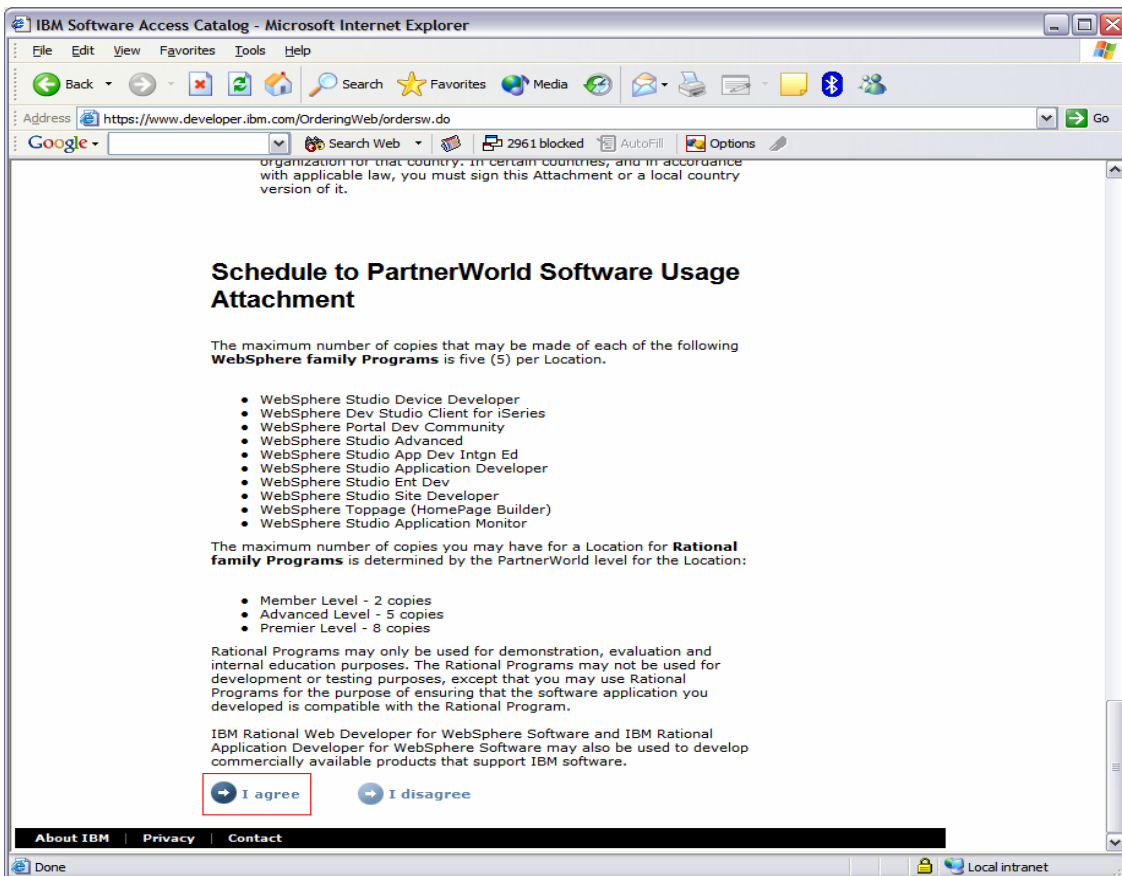 IBM Software Access Catalog - Microsoft Internet Explorer
File Edit View Favorites Tools Help
Back Search Favorites Media
Address https://www.developer.ibm.com/OrderingWeb/ordersw.do Go
Google Search Web 2961 blocked AutoFill Options
organization for that country. In certain countries, and in accordance
with applicable law, you must sign this Attachment or a local country
version of it.
Schedule to PartnerWorld Software Usage
Attachment
The maximum number of copies that may be made of each of the following
WebSphere family Programs is five (5) per Location.
● WebSphere Studio Device Developer
● WebSphere Dev Studio Client for iSeries
● WebSphere Portal Dev Community
● WebSphere Studio Advanced
● WebSphere Studio App Dev Intgn Ed
● WebSphere Studio Application Developer
● WebSphere Studio Ent Dev
● WebSphere Studio Site Developer
● WebSphere Toppage (HomePage Builder)
● WebSphere Studio Application Monitor
The maximum number of copies you may have for a Location for Rational
family Programs is determined by the PartnerWorld level for the Location:
● Member Level - 2 copies
● Advanced Level - 5 copies
● Premier Level - 8 copies
Rational Programs may only be used for demonstration, evaluation and
internal education purposes. The Rational Programs may not be used for
development or testing purposes, except that you may use Rational
Programs for the purpose of ensuring that the software application you
developed is compatible with the Rational Program.
IBM Rational Web Developer for WebSphere Software and IBM Rational
Application Developer for WebSphere Software may also be used to develop
commercially available products that support IBM software.
I agree I disagree
About IBM | Privacy | Contact
Done Local intranet